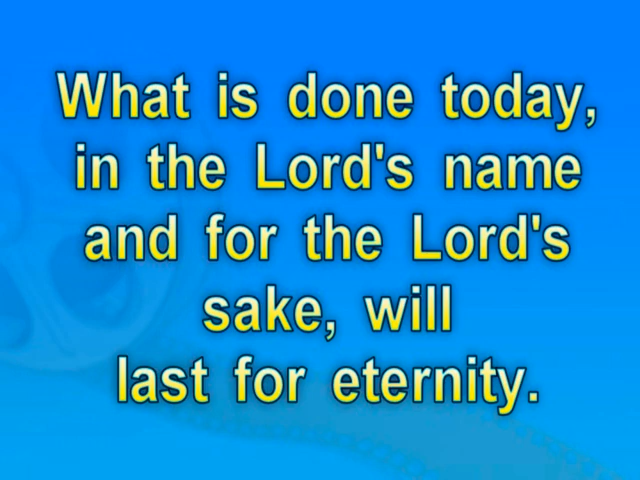 What is done today,
in the Lord's name
and for the Lord's
sake, will
last for eternity.